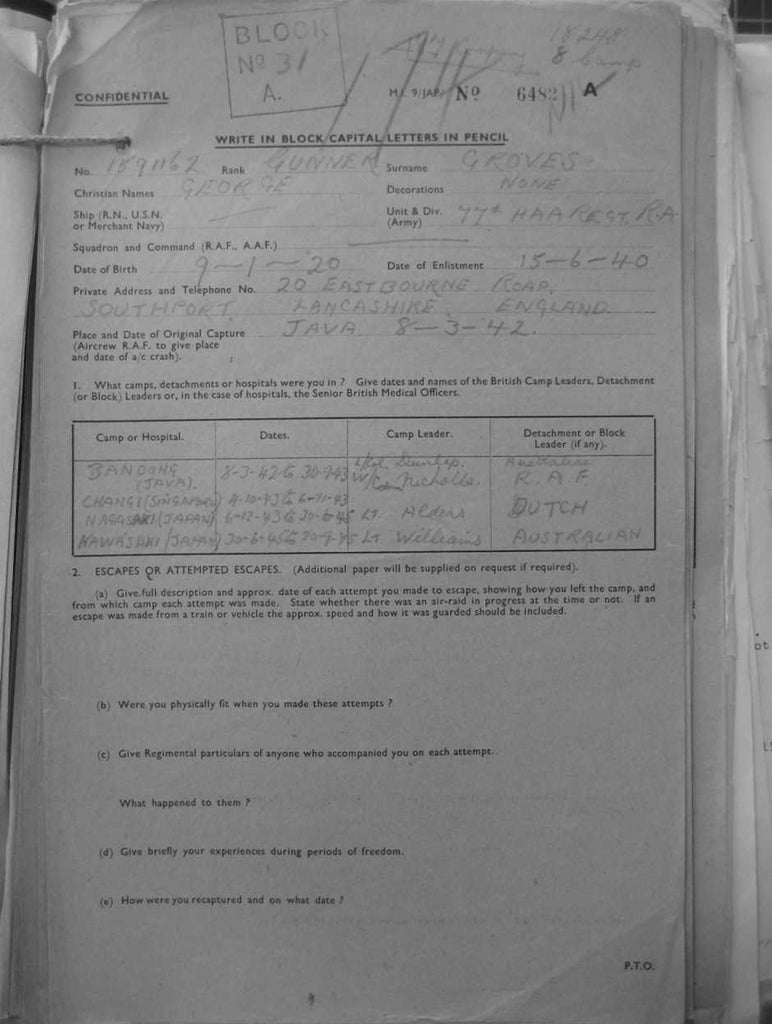 BLOCK
Nº 31
A.
18248
8 Camp
CONFIDENTIAL
M.I. 9/JAP. Nº 6482 A
WRITE IN BLOCK CAPITAL LETTERS IN PENCIL
No. Rank GUNNER Surname GROVES
Christian Names GEORGE Decorations NONE
Ship (R.N., U.S.N. Unit & Div. 77th HAA REGT. R.A
or Merchant Navy) (Army)
Squadron and Command (R.A.F., A.A.F.)
Date of Birth 9-1-20 Date of Enlistment 15-6-40
Private Address and Telephone No. 20 EASTBOURNE ROAD,
SOUTHPORT. LANCASHIRE. ENGLAND.
Place and Date of Original Capture JAVA 8-3-42.
(Aircrew R.A.F. to give place
and date of a/c crash).
1. What camps, detachments or hospitals were you in ? Give dates and names of the British Camp Leaders, Detachment
(or Block) Leaders or, in the case of hospitals, the Senior British Medical Officers.
Camp or Hospital. Dates. Camp Leader. Detachment or Block
Leader (if any).
Lt/Col. Dunlop. Australian
BANDONG 8-3-42 to 30-9-43 W/C Nicholls. R.A.F.
(JAVA).
CHANGI (SINGAPORE) 4-10-43 to 6-11-43
NAGASAKI (JAPAN) 6-12-43 to 30-6-45 Lt. Alders DUTCH
KAWASAKI (JAPAN) 30-6-45 to 30-9-45 Lt Williams AUSTRALIAN
2. ESCAPES OR ATTEMPTED ESCAPES. (Additional paper will be supplied on request if required).
(a) Give full description and approx. date of each attempt you made to escape, showing how you left the camp, and
from which camp each attempt was made. State whether there was an air-raid in progress at the time or not. If an
escape was made from a train or vehicle the approx. speed and how it was guarded should be included.
(b) Were you physically fit when you made these attempts ?
(c) Give Regimental particulars of anyone who accompanied you on each attempt.
What happened to them ?
(d) Give briefly your experiences during periods of freedom.
(e) How were you recaptured and on what date ?
P.T.O.